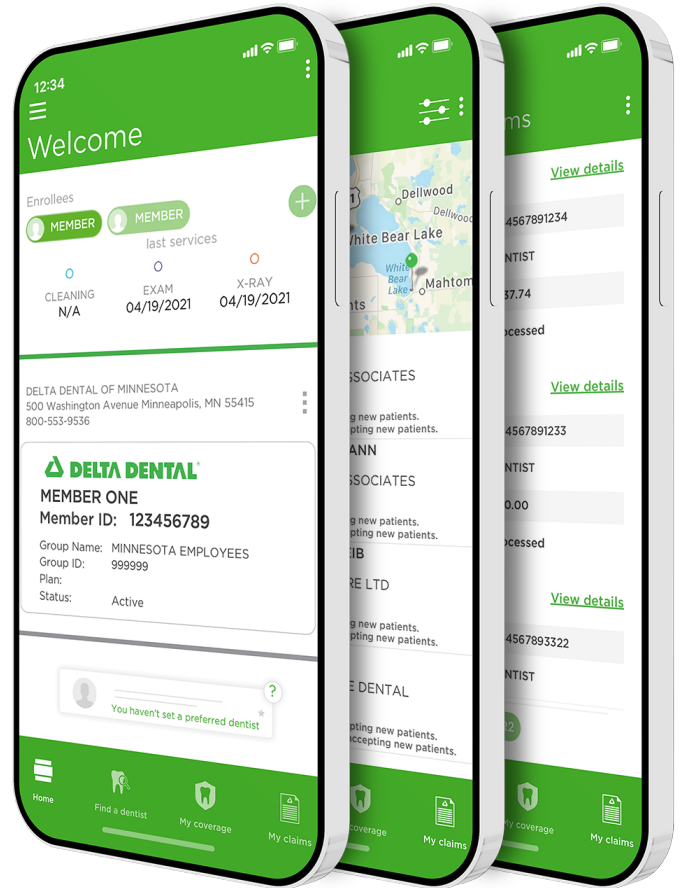 12:34
Welcome
Enrollees
MEMBER
MEMBER
last services
CLEANING
N/A
EXAM
04/19/2021
X-RAY
04/19/2021
DELTA DENTAL OF MINNESOTA
500 Washington Avenue Minneapolis, MN 55415
800-553-9536
DELTA DENTAL
MEMBER ONE
Member ID: 123456789
Group Name: MINNESOTA EMPLOYEES
Group ID: 999999
Plan:
Status: Active
?
You haven't set a preferred dentist
Home
Find a dentist
My coverage
My claims
Dellwood
Dellwood
White Bear Lake
White
Bear
Lake
Mahtom
nts
SSOCIATES
g new patients.
pting new patients.
ANN
SSOCIATES
g new patients.
pting new patients.
EIB
RE LTD
g new patients.
pting new patients.
E DENTAL
pting new patients.
accepting new patients.
coverage
My claims
ms
View details
4567891234
NTIST
37.74
ocessed
View details
4567891233
NTIST
0.00
ocessed
View details
4567893322
NTIST
22
My coverage
My claims